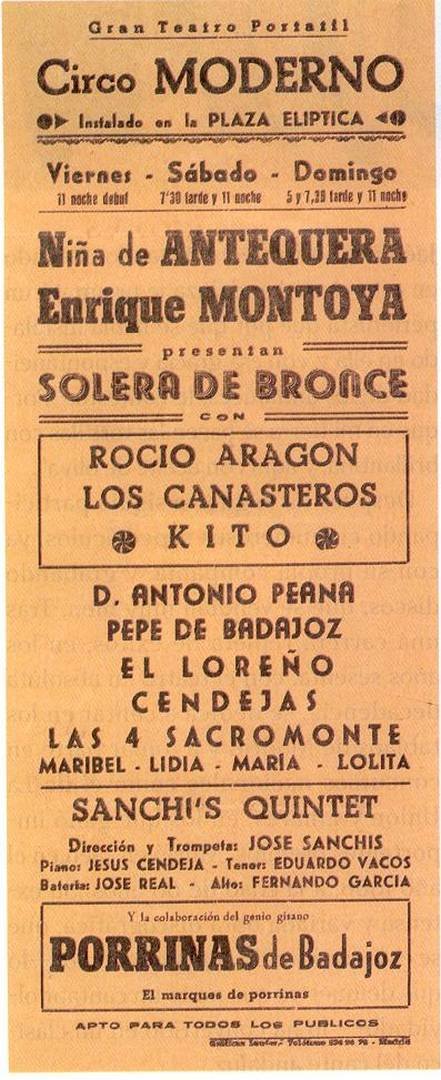 Gran Teatro Portatil
Circo MODERNO
Instalado en la PLAZA ELIPTICA
Viernes - Sábado - Domingo
11 noche debut 7'30 tarde y 11 noche 5 y 7,30 tarde y 11 noche
Niña de ANTEQUERA
Enrique MONTOYA
presentan
SOLERA DE BRONCE
CON
ROCIO ARAGON
LOS CANASTEROS
KITO
D. ANTONIO PEANA
PEPE DE BADAJOZ
EL LOREÑO
CENDEJAS
LAS 4 SACROMONTE
MARIBEL - LIDIA - MARIA - LOLITA
SANCHI'S QUINTET
Dirección y Trompeta: JOSE SANCHIS
Piano: JESUS CENDEJA - Tenor: EDUARDO VACOS
Bateria: JOSE REAL - Alto: FERNANDO GARCIA
Y la colaboración del genio gitano
PORRINAS de Badajoz
El marques de porrinas
APTO PARA TODOS LOS PUBLICOS
Teléfono - Madrid